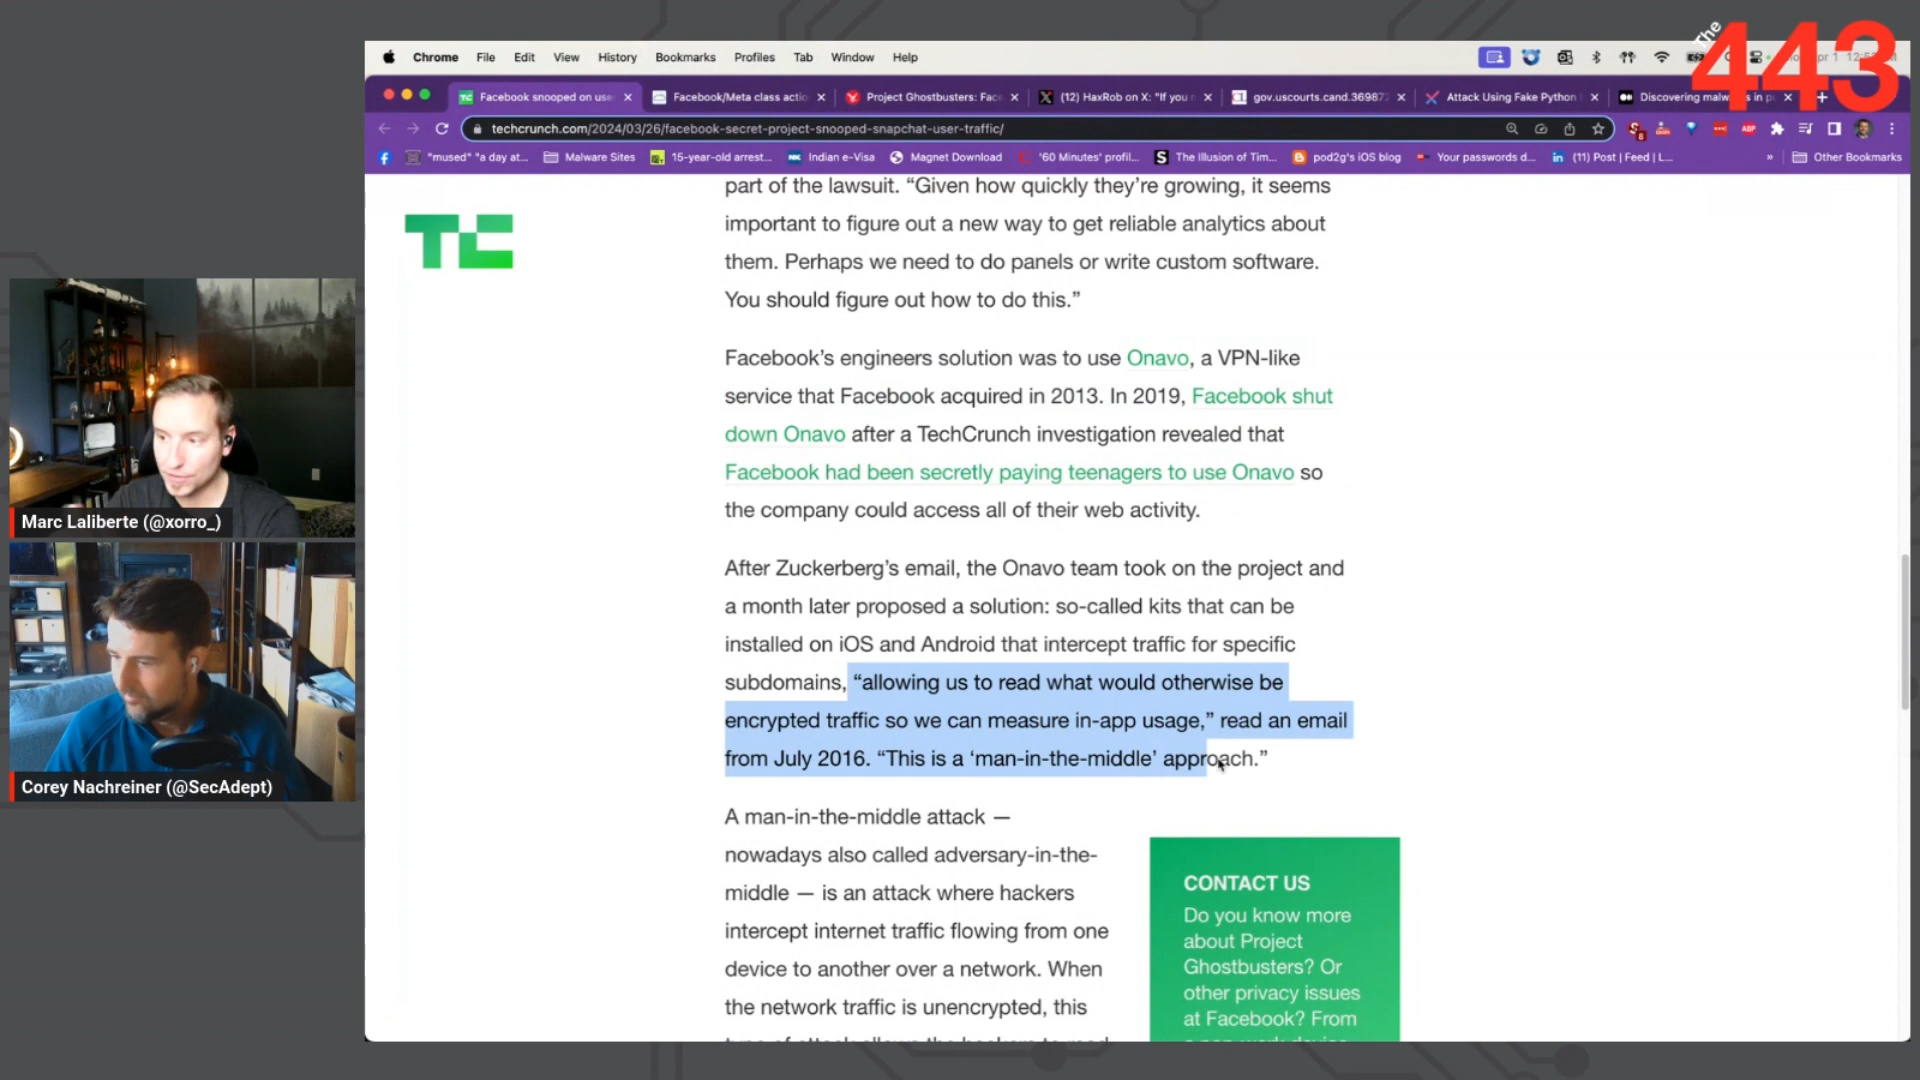 The
443
Chrome File Edit View History Bookmarks Profiles Tab Window Help
Facebook snooped on use
Facebook/Meta class actio
Project Ghostbusters: Face
(12) HaxRob on X: "If you r
gov.uscourts.cand.36987
Attack Using Fake Python
Discovering malw s in p
techcrunch.com/2024/03/26/facebook-secret-project-snooped-snapchat-user-traffic/
ABP
"mused" "a day at...
Malware Sites
15-year-old arrest...
Indian e-Visa
Magnet Download
'60 Minutes' profil...
The Illusion of Tim...
pod2g's iOS blog
Your passwords d...
(11) Post | Feed | L...
»
Other Bookmarks
TC
part of the lawsuit. “Given how quickly they’re growing, it seems
important to figure out a new way to get reliable analytics about
them. Perhaps we need to do panels or write custom software.
You should figure out how to do this.”
Facebook’s engineers solution was to use Onavo, a VPN-like
service that Facebook acquired in 2013. In 2019, Facebook shut
down Onavo after a TechCrunch investigation revealed that
Facebook had been secretly paying teenagers to use Onavo so
the company could access all of their web activity.
After Zuckerberg’s email, the Onavo team took on the project and
a month later proposed a solution: so-called kits that can be
installed on iOS and Android that intercept traffic for specific
subdomains, “allowing us to read what would otherwise be
encrypted traffic so we can measure in-app usage,” read an email
from July 2016. “This is a ‘man-in-the-middle’ approach.”
A man-in-the-middle attack —
nowadays also called adversary-in-the-
middle — is an attack where hackers
intercept internet traffic flowing from one
device to another over a network. When
the network traffic is unencrypted, this
CONTACT US
Do you know more
about Project
Ghostbusters? Or
other privacy issues
at Facebook? From
Marc Laliberte (@xorro_)
Corey Nachreiner (@SecAdept)